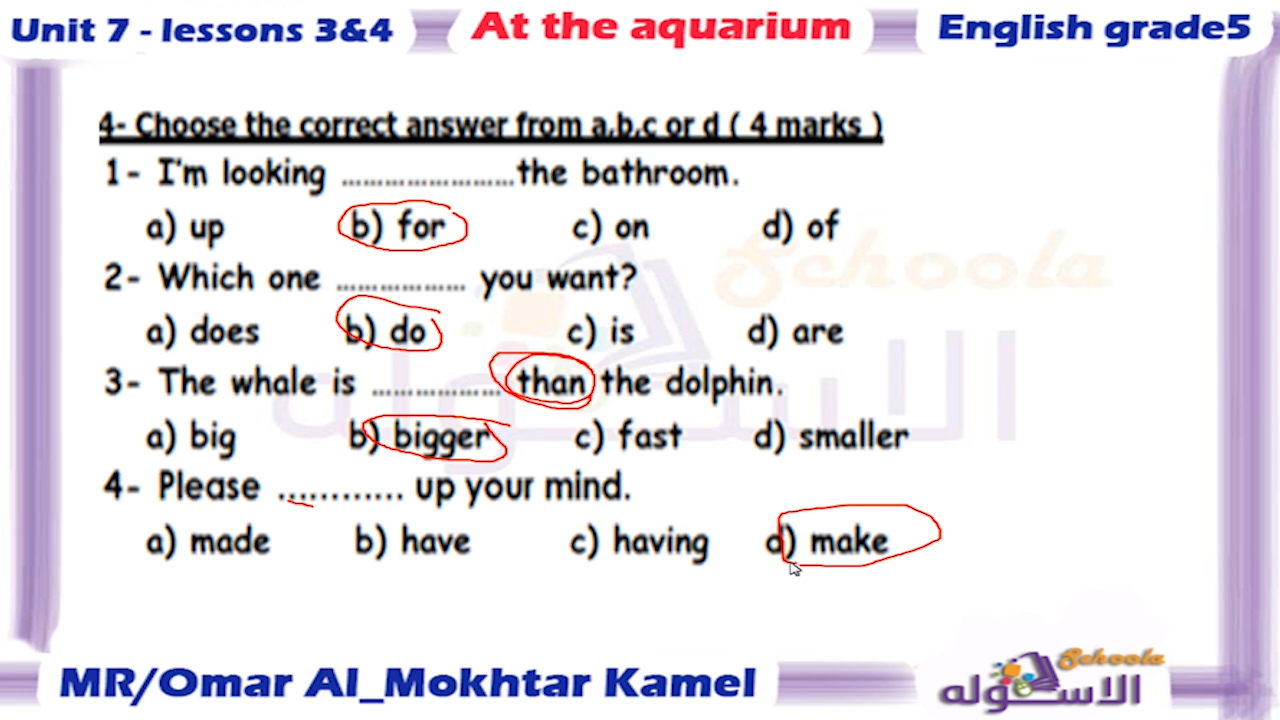 Unit 7 - lessons 3&4
At the aquarium
English grade5
4- Choose the correct answer from a,b,c or d ( 4 marks )
1- I'm looking ........................the bathroom.
a) up b) for c) on d) of
2- Which one .................. you want?
a) does b) do c) is d) are
3- The whale is .................. than the dolphin.
a) big b) bigger c) fast d) smaller
4- Please ............ up your mind.
a) made b) have c) having d) make
Schoola
الاسكوله
MR/Omar Al_Mokhtar Kamel
Schoola
الاسكوله